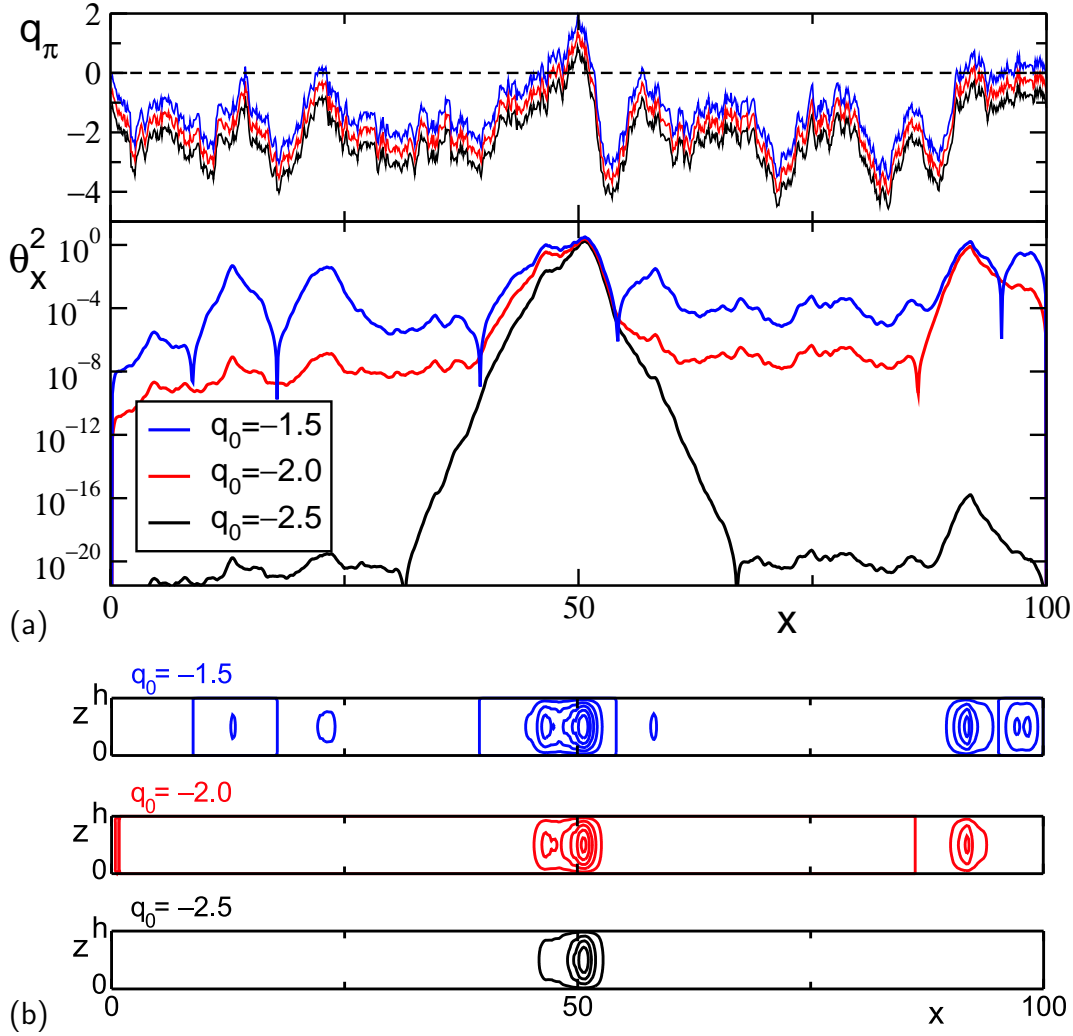 q_π
2
0
−2
−4
θ_x^2
10^0
10^−4
10^−8
10^−12
10^−16
10^−20
q_0=−1.5
q_0=−2.0
q_0=−2.5
0 50 x 100
(a)
q_0= −1.5
h
z
0
q_0= −2.0
h
z
0
q_0= −2.5
h
z
0
0 50 x 100
(b)